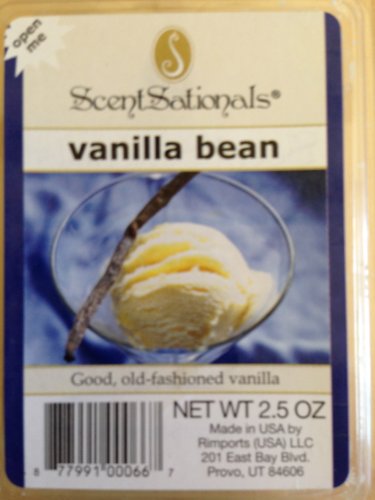 open
me
S
ScentSationals®
vanilla bean
Good, old-fashioned vanilla
NET WT 2.5 OZ
Made in USA by
Rimports (USA) LLC
201 East Bay Blvd.
Provo, UT 84606
8 77991 00066 7